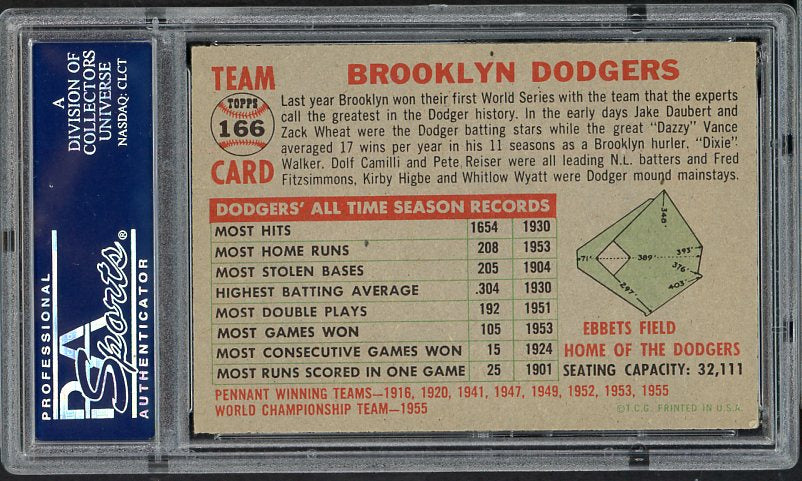 A
DIVISION OF
COLLECTORS
UNIVERSE
NASDAQ: CLCT
PROFESSIONAL
PSA
Sports®
AUTHENTICATOR
TEAM
TOPPS
166
CARD
BROOKLYN DODGERS
Last year Brooklyn won their first World Series with the team that the experts
call the greatest in the Dodger history. In the early days Jake Daubert and
Zack Wheat were the Dodger batting stars while the great "Dazzy" Vance
averaged 17 wins per year in his 11 seasons as a Brooklyn hurler. "Dixie"
Walker, Dolf Camilli and Pete Reiser were all leading N.L. batters and Fred
Fitzsimmons, Kirby Higbe and Whitlow Wyatt were Dodger mound mainstays.
DODGERS' ALL TIME SEASON RECORDS
MOST HITS 1654 1930
MOST HOME RUNS 208 1953
MOST STOLEN BASES 205 1904
HIGHEST BATTING AVERAGE .304 1930
MOST DOUBLE PLAYS 192 1951
MOST GAMES WON 105 1953
MOST CONSECUTIVE GAMES WON 15 1924
MOST RUNS SCORED IN ONE GAME 25 1901
348'
393'
71'
389'
376'
403'
297'
EBBETS FIELD
HOME OF THE DODGERS
SEATING CAPACITY: 32,111
PENNANT WINNING TEAMS—1916, 1920, 1941, 1947, 1949, 1952, 1953, 1955
WORLD CHAMPIONSHIP TEAM—1955
©T.C.G. PRINTED IN U.S.A.